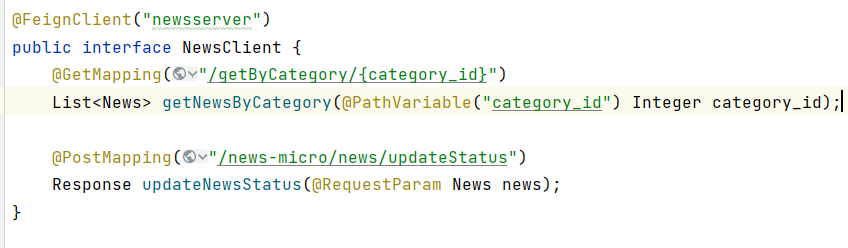 @FeignClient("newsserver")
public interface NewsClient {
@GetMapping("/getByCategory/{category_id}")
List<News> getNewsByCategory(@PathVariable("category_id") Integer category_id);
@PostMapping("/news-micro/news/updateStatus")
Response updateNewsStatus(@RequestParam News news);
}